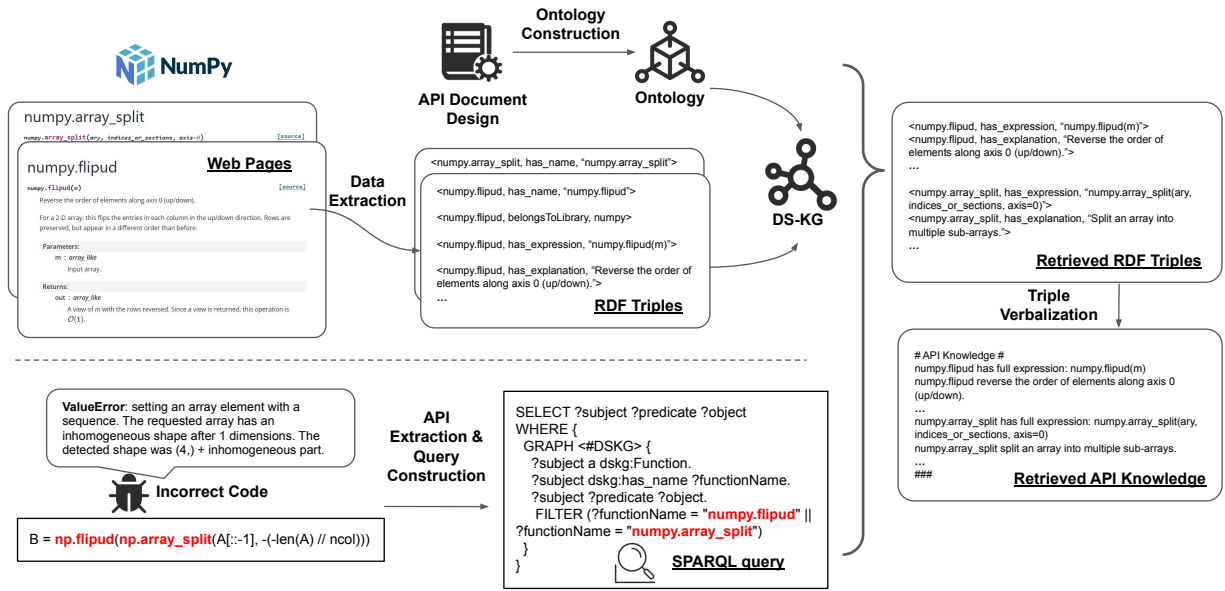 NumPy
numpy.array_split
numpy.array_split(ary, indices_or_sections, axis=0)
[source]
Web Pages
numpy.flipud
numpy.flipud(m)
[source]
Reverse the order of elements along axis 0 (up/down).
For a 2-D array, this flips the entries in each column in the up/down direction. Rows are
preserved, but appear in a different order than before.
Parameters:
m : array_like
Input array.
Returns:
out : array_like
A view of m with the rows reversed. Since a view is returned, this operation is
O(1).
Data
Extraction
API Document
Design
Ontology
Construction
Ontology
<numpy.array_split, has_name, “numpy.array_split”>
<numpy.flipud, has_name, “numpy.flipud”>
<numpy.flipud, belongsToLibrary, numpy>
<numpy.flipud, has_expression, “numpy.flipud(m)”>
<numpy.flipud, has_explanation, “Reverse the order of
elements along axis 0 (up/down).”>
...
RDF Triples
DS-KG
ValueError: setting an array element with a
sequence. The requested array has an
inhomogeneous shape after 1 dimensions. The
detected shape was (4,) + inhomogeneous part.
Incorrect Code
B = np.flipud(np.array_split(A[::-1], -(-len(A) // ncol)))
API
Extraction &
Query
Construction
SELECT ?subject ?predicate ?object
WHERE {
GRAPH <#DSKG> {
?subject a dskg:Function.
?subject dskg:has_name ?functionName.
?subject ?predicate ?object.
FILTER (?functionName = "numpy.flipud" ||
?functionName = "numpy.array_split")
}
}
SPARQL query
<numpy.flipud, has_expression, “numpy.flipud(m)”>
<numpy.flipud, has_explanation, “Reverse the order of
elements along axis 0 (up/down).”>
...
<numpy.array_split, has_expression, “numpy.array_split(ary,
indices_or_sections, axis=0)”>
<numpy.array_split, has_explanation, “Split an array into
multiple sub-arrays.”>
...
Retrieved RDF Triples
Triple
Verbalization
# API Knowledge #
numpy.flipud has full expression: numpy.flipud(m)
numpy.flipud reverse the order of elements along axis 0
(up/down).
...
numpy.array_split has full expression: numpy.array_split(ary,
indices_or_sections, axis=0)
numpy.array_split split an array into multiple sub-arrays.
...
###
Retrieved API Knowledge